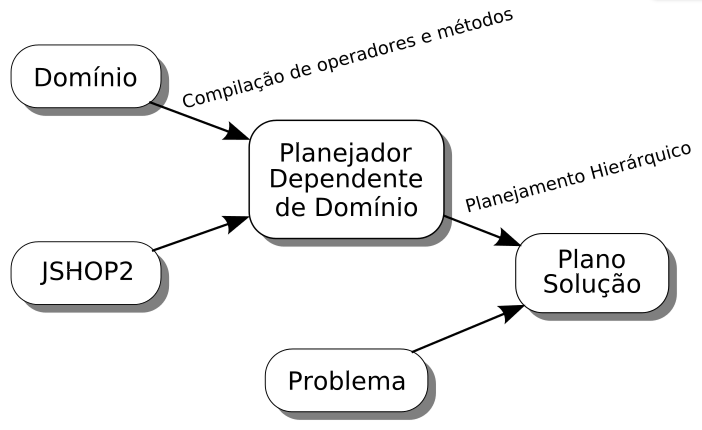 Domínio
Compilação de operadores e métodos
Planejador
Dependente
de Domínio
Planejamento Hierárquico
JSHOP2
Plano
Solução
Problema